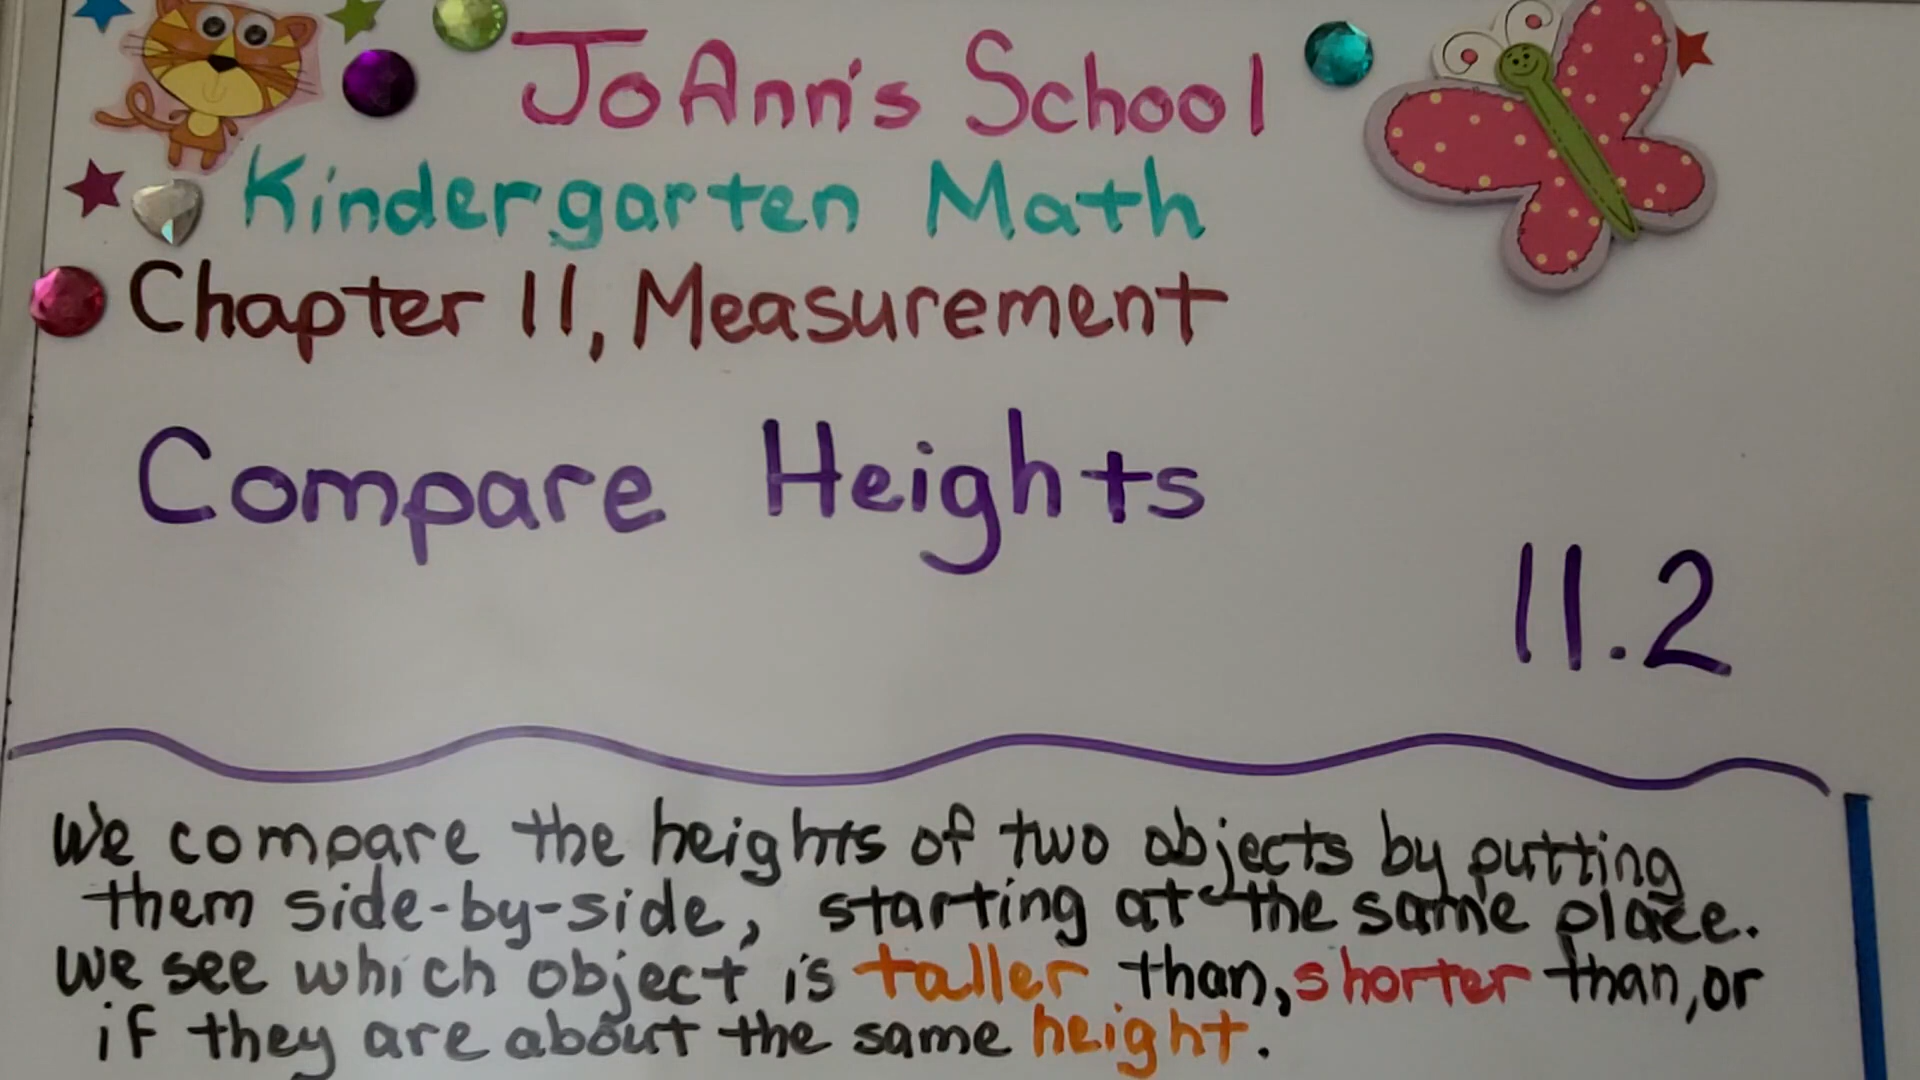 JoAnn's School
Kindergarten Math
Chapter 11, Measurement
Compare Heights
11.2
We compare the heights of two objects by putting
them side-by-side, starting at the same place.
We see which object is taller than, shorter than, or
if they are about the same height.